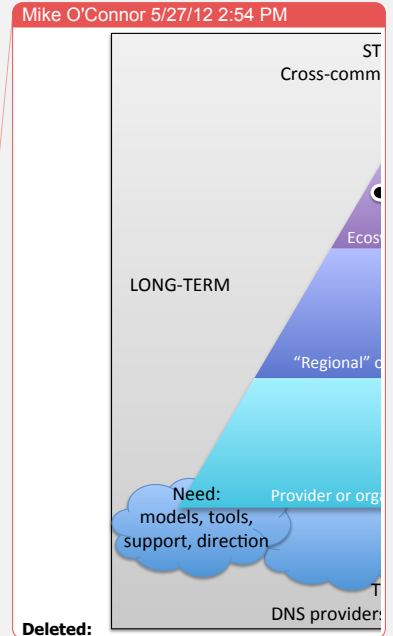 Mike O'Connor 5/27/12 2:54 PM
ST
Cross-comm
Ecos
LONG-TERM
"Regional" o
Need:
models, tools,
support, direction
Provider or orga
T
DNS providers
Deleted: